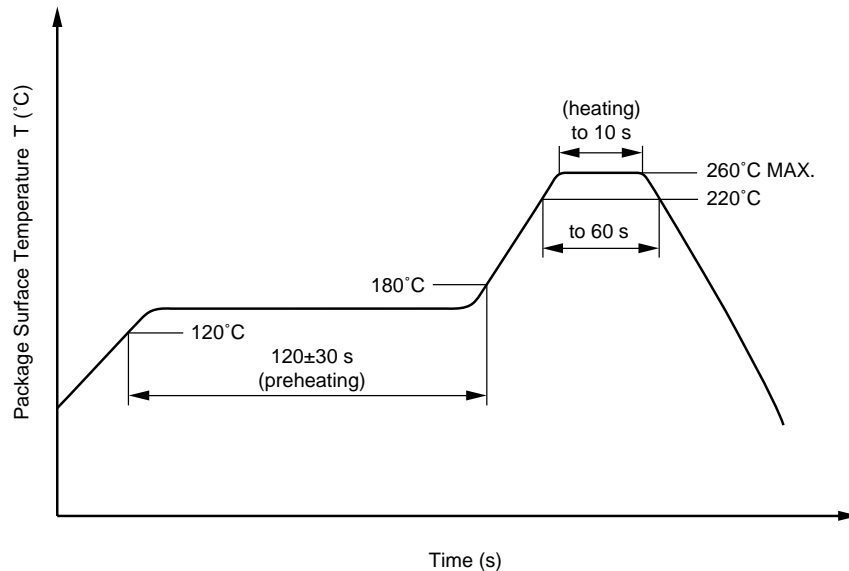 Package Surface Temperature T (˚C)
(heating)
to 10 s
260˚C MAX.
220˚C
to 60 s
180˚C
120˚C
120±30 s
(preheating)
Time (s)